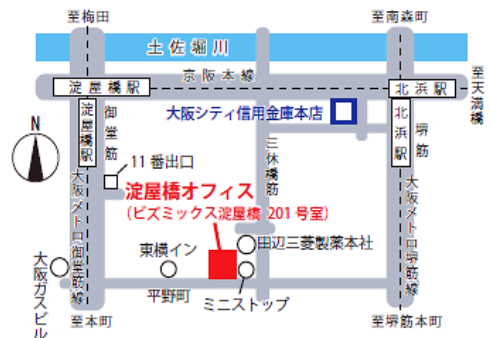 至梅田
至南森町
土佐堀川
京阪本線
至天満橋
淀屋橋駅
北浜駅
淀屋橋駅
御堂筋
大阪シティ信用金庫本店
北浜駅
堺筋
N
11番出口
三休橋筋
淀屋橋オフィス
(ビズミックス淀屋橋 201号室)
大阪メトロ御堂筋線
大阪メトロ堺筋線
東横イン
田辺三菱製薬本社
大阪ガスビル
平野町
ミニストップ
至本町
至堺筋本町